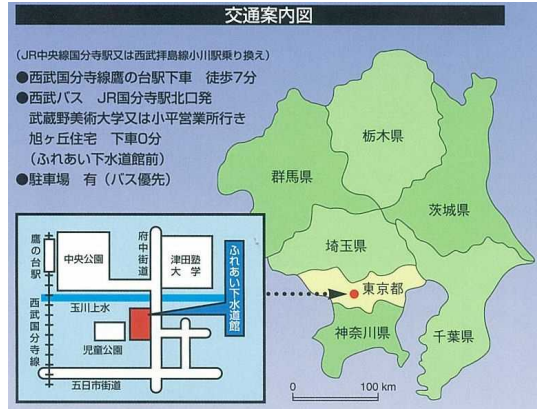 交通案内図
(JR中央線国分寺駅又は西武拝島線小川駅乗り換え)
●西武国分寺線鷹の台駅下車 徒歩7分
●西武バス JR国分寺駅北口発
武蔵野美術大学又は小平営業所行き
旭ヶ丘住宅 下車0分
(ふれあい下水道館前)
●駐車場 有(バス優先)
栃木県
群馬県
茨城県
埼玉県
東京都
神奈川県
千葉県
0 100 km
鷹の台駅
西武国分寺線
中央公園
府中街道
津田塾
大学
ふれあい下水道館
玉川上水
児童公園
五日市街道